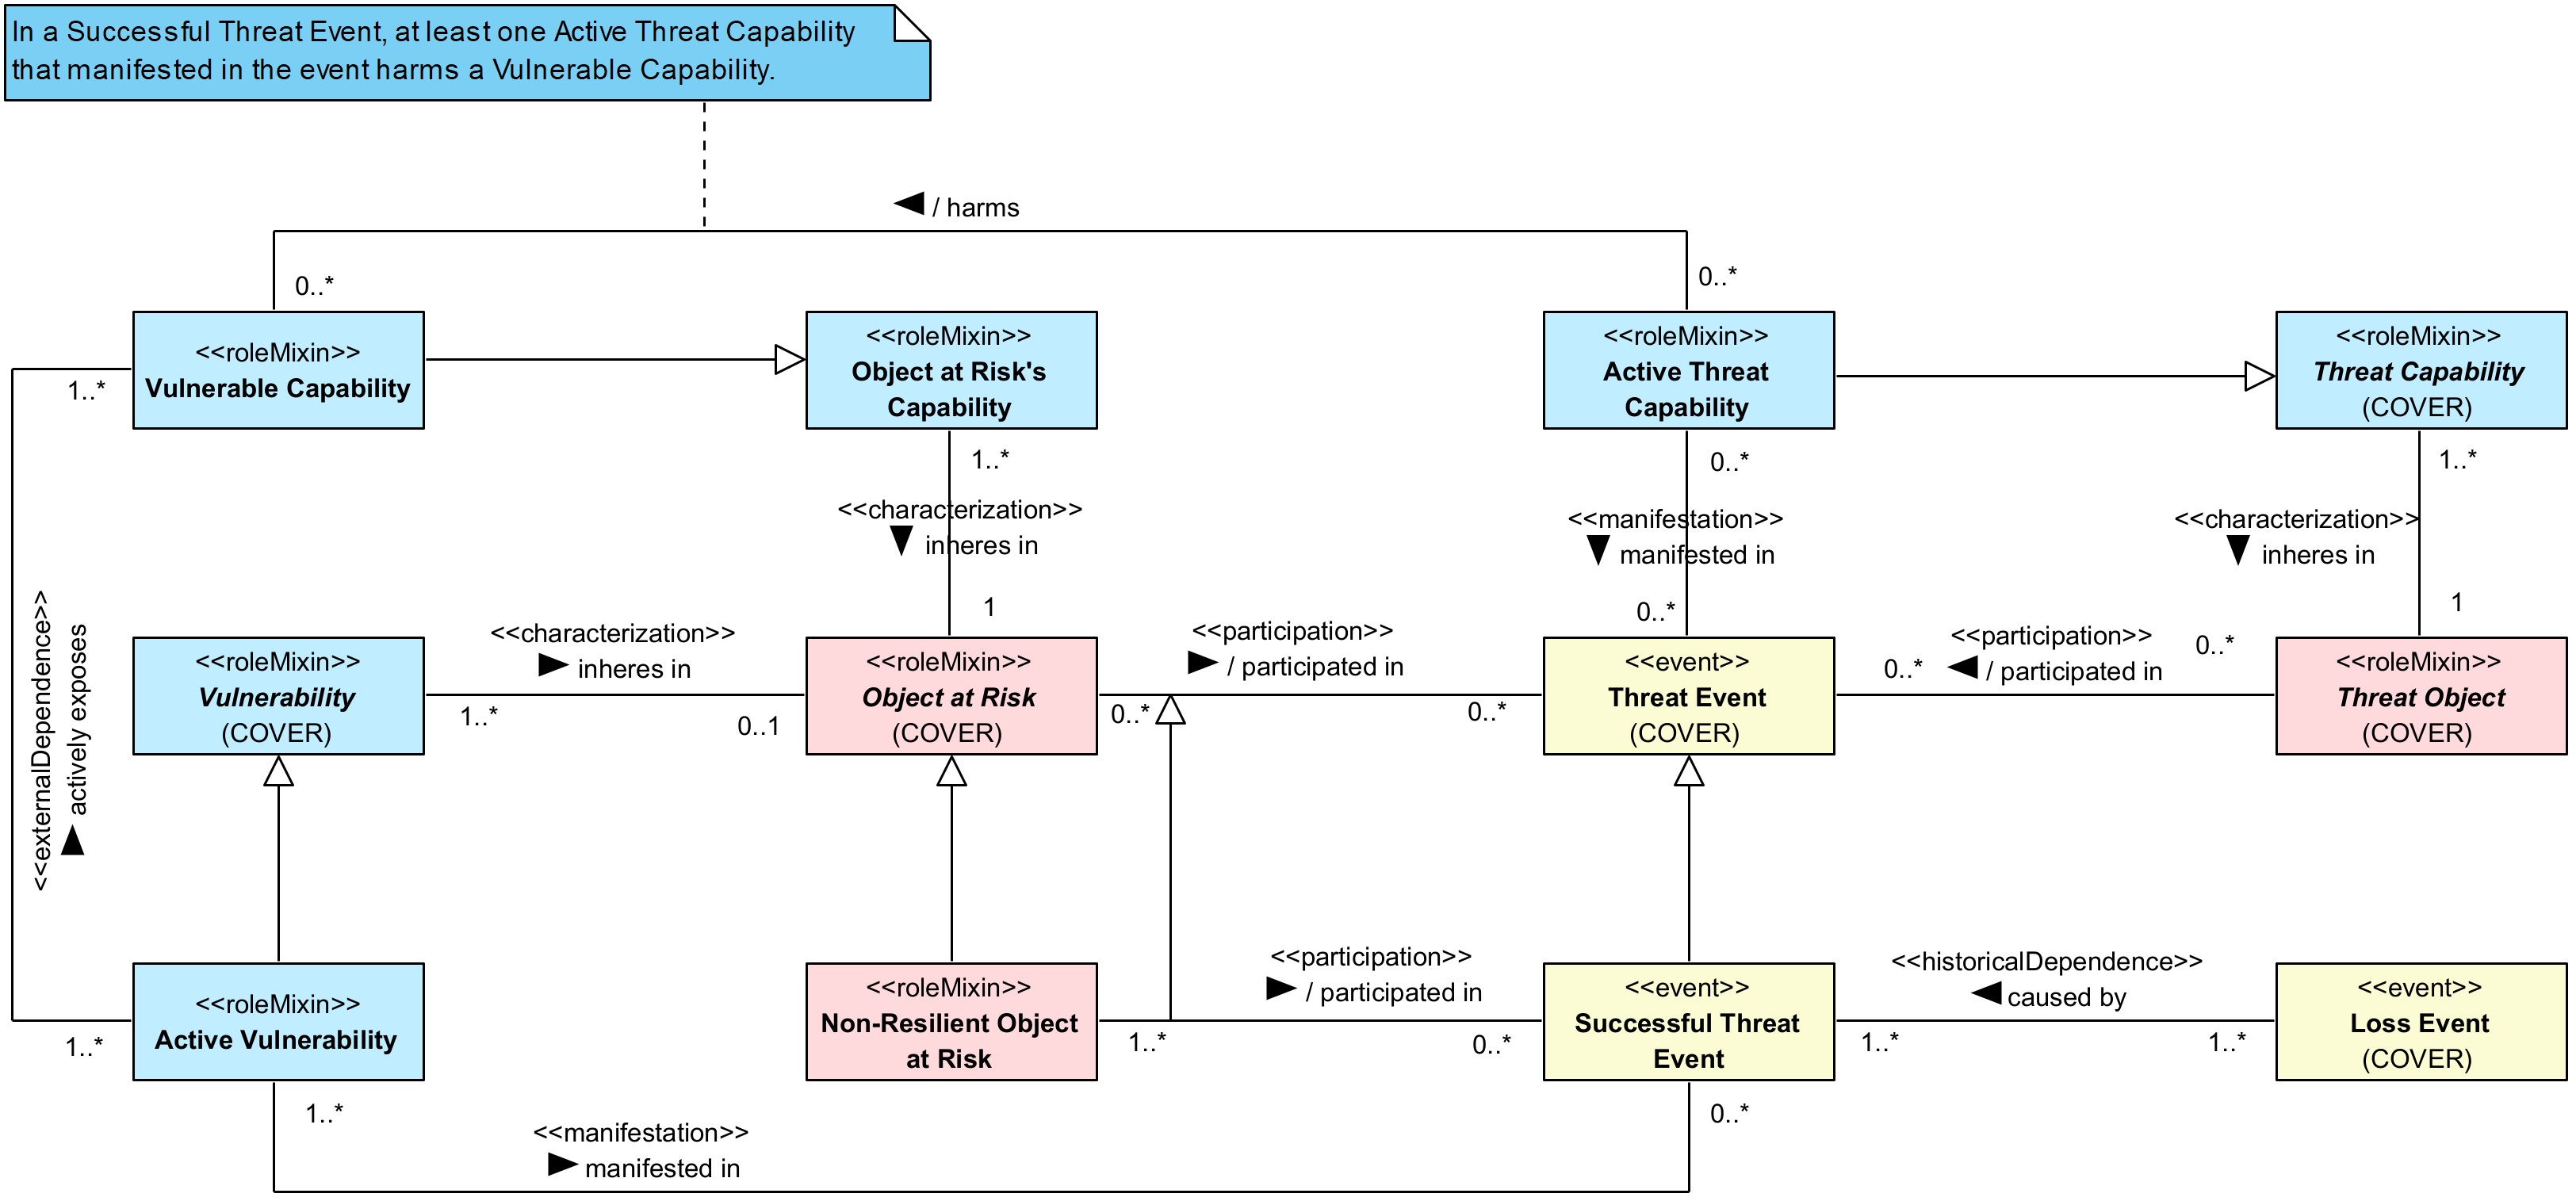 In a Successful Threat Event, at least one Active Threat Capability
that manifested in the event harms a Vulnerable Capability.
/ harms
0..*
0..*
<<roleMixin>>
Vulnerable Capability
<<roleMixin>>
Object at Risk's
Capability
<<roleMixin>>
Active Threat
Capability
<<roleMixin>>
Threat Capability
(COVER)
1..*
1..*
0..*
1..*
<<characterization>>
inheres in
<<manifestation>>
manifested in
<<characterization>>
inheres in
1
0..*
1
<<externalDependence>>
actively exposes
<<roleMixin>>
Vulnerability
(COVER)
<<characterization>>
inheres in
1..*
0..1
<<roleMixin>>
Object at Risk
(COVER)
<<participation>>
/ participated in
0..*
0..*
<<event>>
Threat Event
(COVER)
<<participation>>
/ participated in
0..*
0..*
<<roleMixin>>
Threat Object
(COVER)
<<roleMixin>>
Active Vulnerability
1..*
<<roleMixin>>
Non-Resilient Object
at Risk
<<participation>>
/ participated in
1..*
0..*
<<event>>
Successful Threat
Event
<<historicalDependence>>
caused by
1..*
1..*
<<event>>
Loss Event
(COVER)
1..*
<<manifestation>>
manifested in
0..*